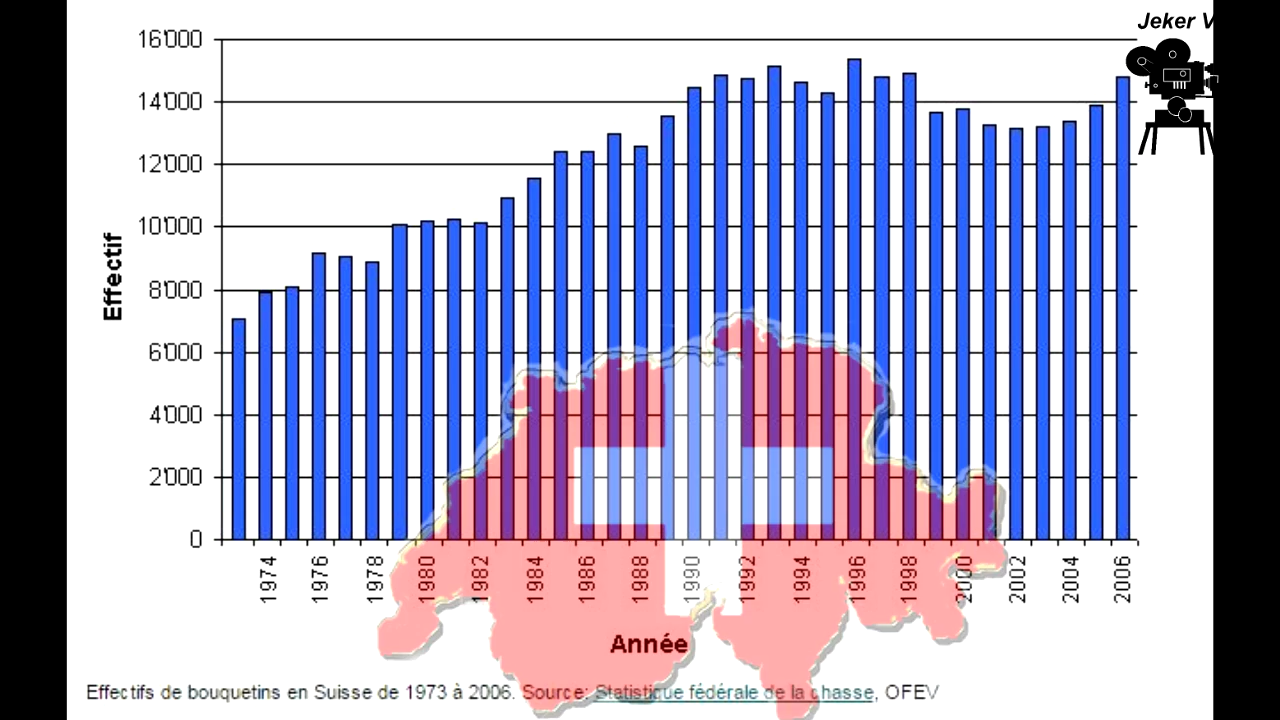 Jeker V
16'000
14'000
12'000
10'000
8'000
6'000
4'000
2'000
0
Effectif
1974 1976 1978 1980 1982 1984 1986 1988 1990 1992 1994 1996 1998 2000 2002 2004 2006
Année
Effectifs de bouquetins en Suisse de 1973 à 2006. Source: Statistique fédérale de la chasse, OFEV